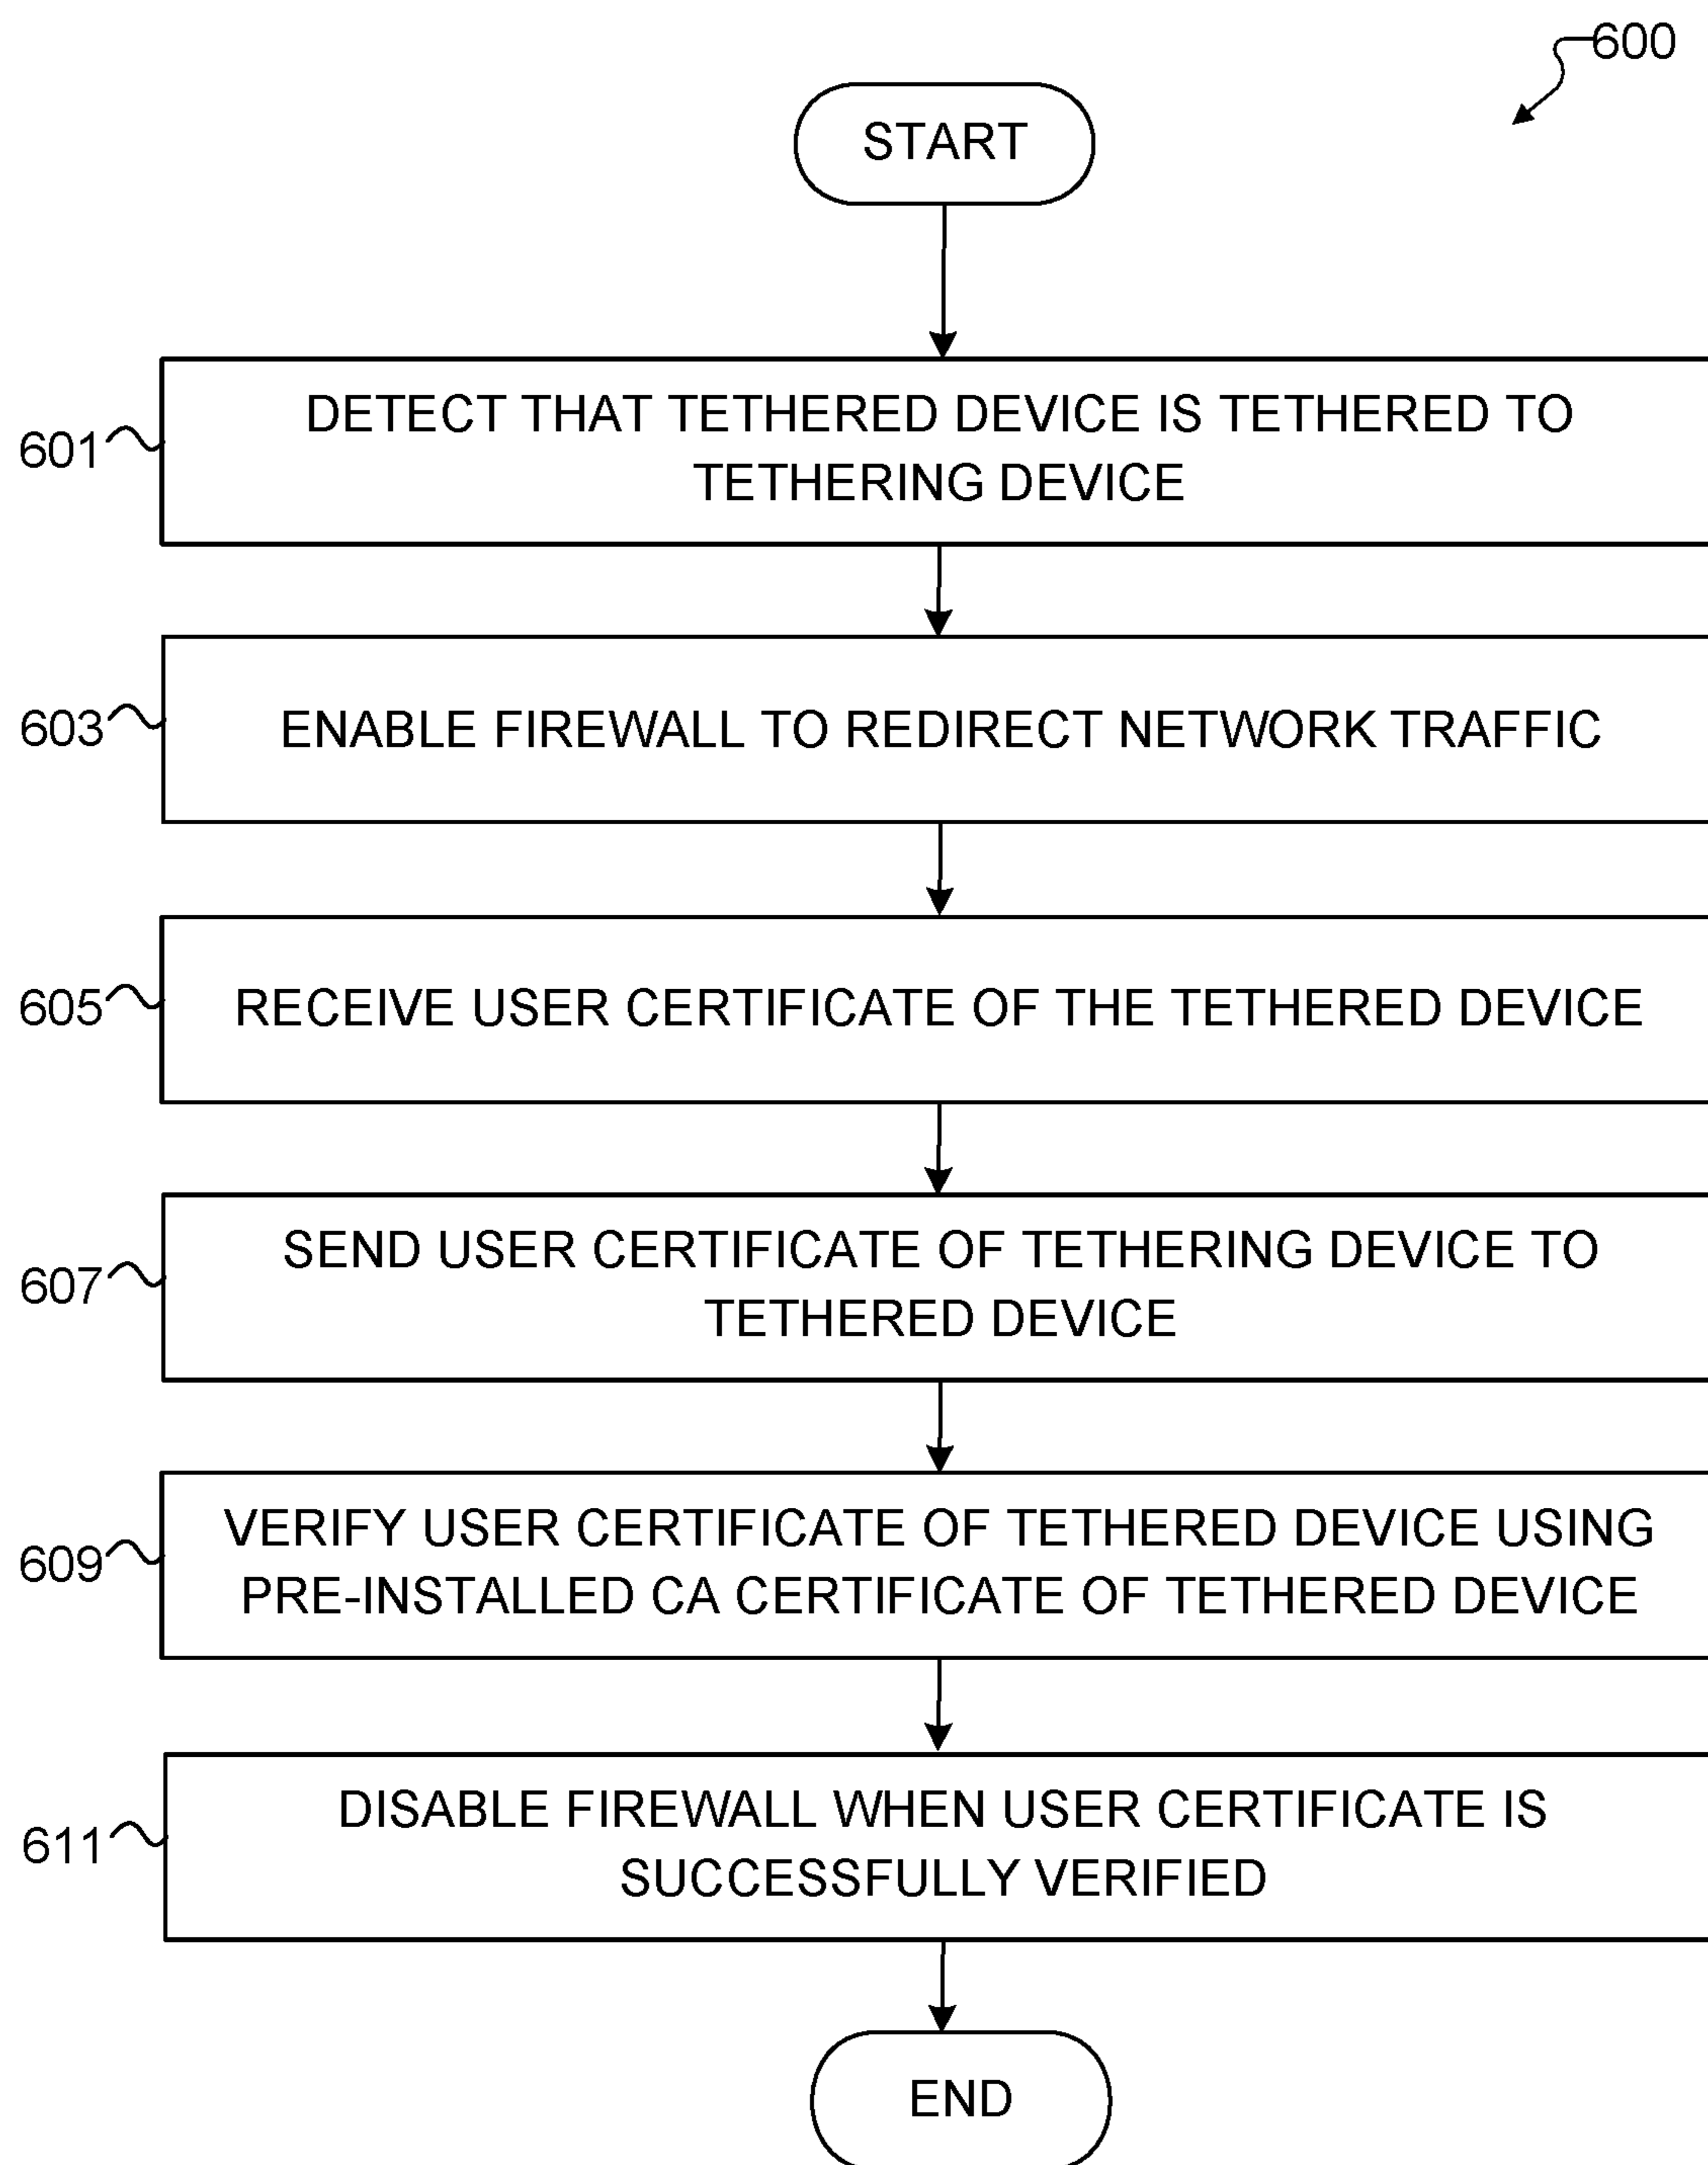 600
START
601
DETECT THAT TETHERED DEVICE IS TETHERED TO
TETHERING DEVICE
603
ENABLE FIREWALL TO REDIRECT NETWORK TRAFFIC
605
RECEIVE USER CERTIFICATE OF THE TETHERED DEVICE
607
SEND USER CERTIFICATE OF TETHERING DEVICE TO
TETHERED DEVICE
609
VERIFY USER CERTIFICATE OF TETHERED DEVICE USING
PRE-INSTALLED CA CERTIFICATE OF TETHERED DEVICE
611
DISABLE FIREWALL WHEN USER CERTIFICATE IS
SUCCESSFULLY VERIFIED
END